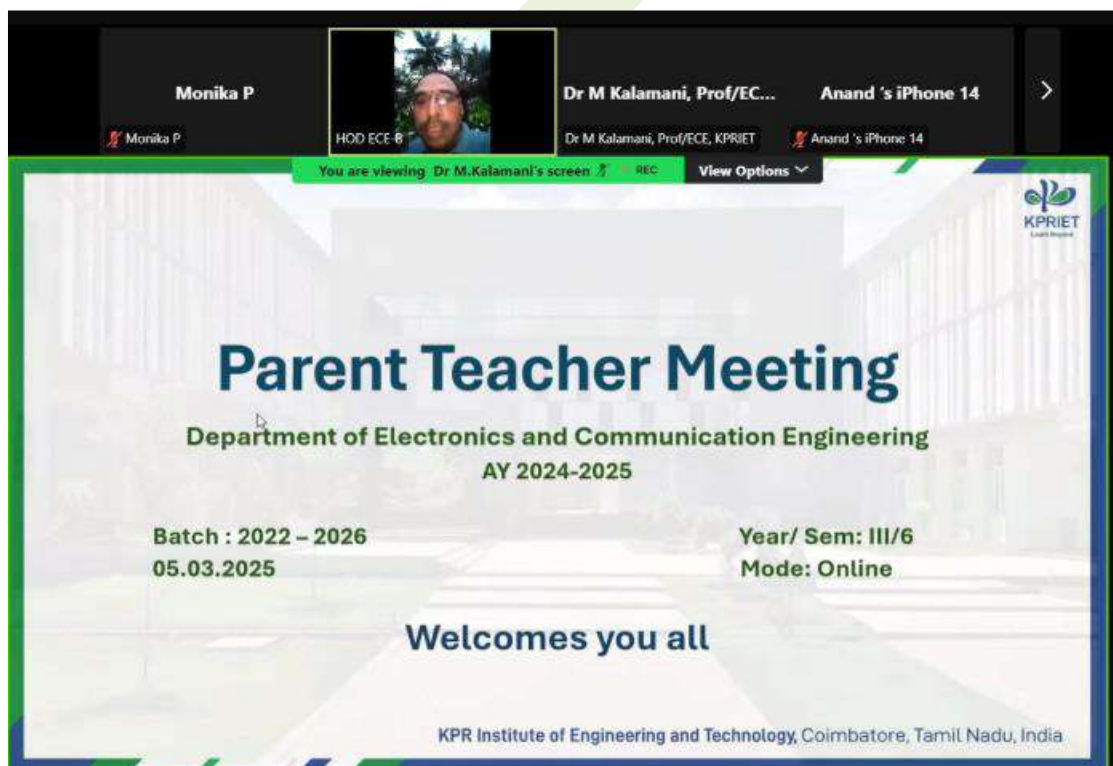 Monika P
Dr M Kalamani, Prof/EC...
Anand 's iPhone 14
Monika P
HOD ECE-B
Dr M Kalamani, Prof/ECE, KPRIET
Anand 's iPhone 14
You are viewing Dr M.Kalamani's screen
REC
View Options
KPRIET
Learn Beyond
Parent Teacher Meeting
Department of Electronics and Communication Engineering
AY 2024-2025
Batch : 2022 – 2026
Year/ Sem: III/6
05.03.2025
Mode: Online
Welcomes you all
KPR Institute of Engineering and Technology, Coimbatore, Tamil Nadu, India